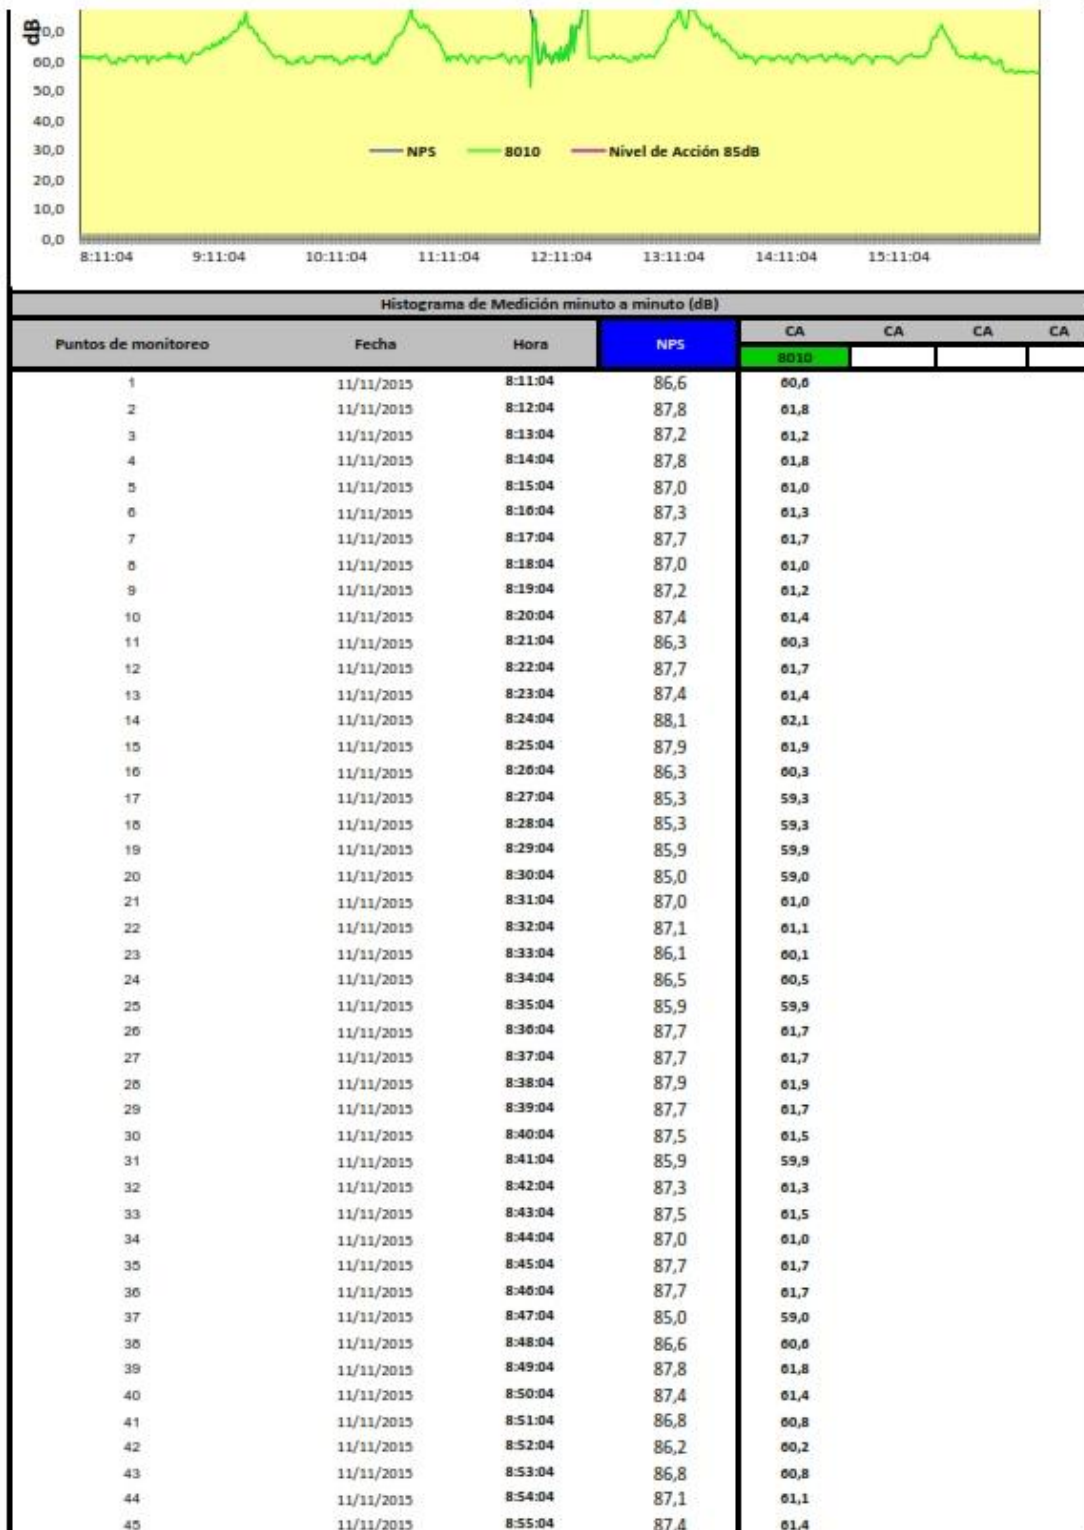 dB
70,0
60,0
50,0
40,0
30,0
20,0
10,0
0,0
NPS 8010 Nivel de Acción 85dB
8:11:04 9:11:04 10:11:04 11:11:04 12:11:04 13:11:04 14:11:04 15:11:04
Histograma de Medición minuto a minuto (dB)
Puntos de monitoreo Fecha Hora NPS CA CA CA CA
8010
1 11/11/2015 8:11:04 86,6 60,6
2 11/11/2015 8:12:04 87,8 61,8
3 11/11/2015 8:13:04 87,2 61,2
4 11/11/2015 8:14:04 87,8 61,8
5 11/11/2015 8:15:04 87,0 61,0
6 11/11/2015 8:16:04 87,3 61,3
7 11/11/2015 8:17:04 87,7 61,7
8 11/11/2015 8:18:04 87,0 61,0
9 11/11/2015 8:19:04 87,2 61,2
10 11/11/2015 8:20:04 87,4 61,4
11 11/11/2015 8:21:04 86,3 60,3
12 11/11/2015 8:22:04 87,7 61,7
13 11/11/2015 8:23:04 87,4 61,4
14 11/11/2015 8:24:04 88,1 62,1
15 11/11/2015 8:25:04 87,9 61,9
16 11/11/2015 8:26:04 86,3 60,3
17 11/11/2015 8:27:04 85,3 59,3
18 11/11/2015 8:28:04 85,3 59,3
19 11/11/2015 8:29:04 85,9 59,9
20 11/11/2015 8:30:04 85,0 59,0
21 11/11/2015 8:31:04 87,0 61,0
22 11/11/2015 8:32:04 87,1 61,1
23 11/11/2015 8:33:04 86,1 60,1
24 11/11/2015 8:34:04 86,5 60,5
25 11/11/2015 8:35:04 85,9 59,9
26 11/11/2015 8:36:04 87,7 61,7
27 11/11/2015 8:37:04 87,7 61,7
28 11/11/2015 8:38:04 87,9 61,9
29 11/11/2015 8:39:04 87,7 61,7
30 11/11/2015 8:40:04 87,5 61,5
31 11/11/2015 8:41:04 85,9 59,9
32 11/11/2015 8:42:04 87,3 61,3
33 11/11/2015 8:43:04 87,5 61,5
34 11/11/2015 8:44:04 87,0 61,0
35 11/11/2015 8:45:04 87,7 61,7
36 11/11/2015 8:46:04 87,7 61,7
37 11/11/2015 8:47:04 85,0 59,0
38 11/11/2015 8:48:04 86,6 60,6
39 11/11/2015 8:49:04 87,8 61,8
40 11/11/2015 8:50:04 87,4 61,4
41 11/11/2015 8:51:04 86,8 60,8
42 11/11/2015 8:52:04 86,2 60,2
43 11/11/2015 8:53:04 86,8 60,8
44 11/11/2015 8:54:04 87,1 61,1
45 11/11/2015 8:55:04 87,4 61,4